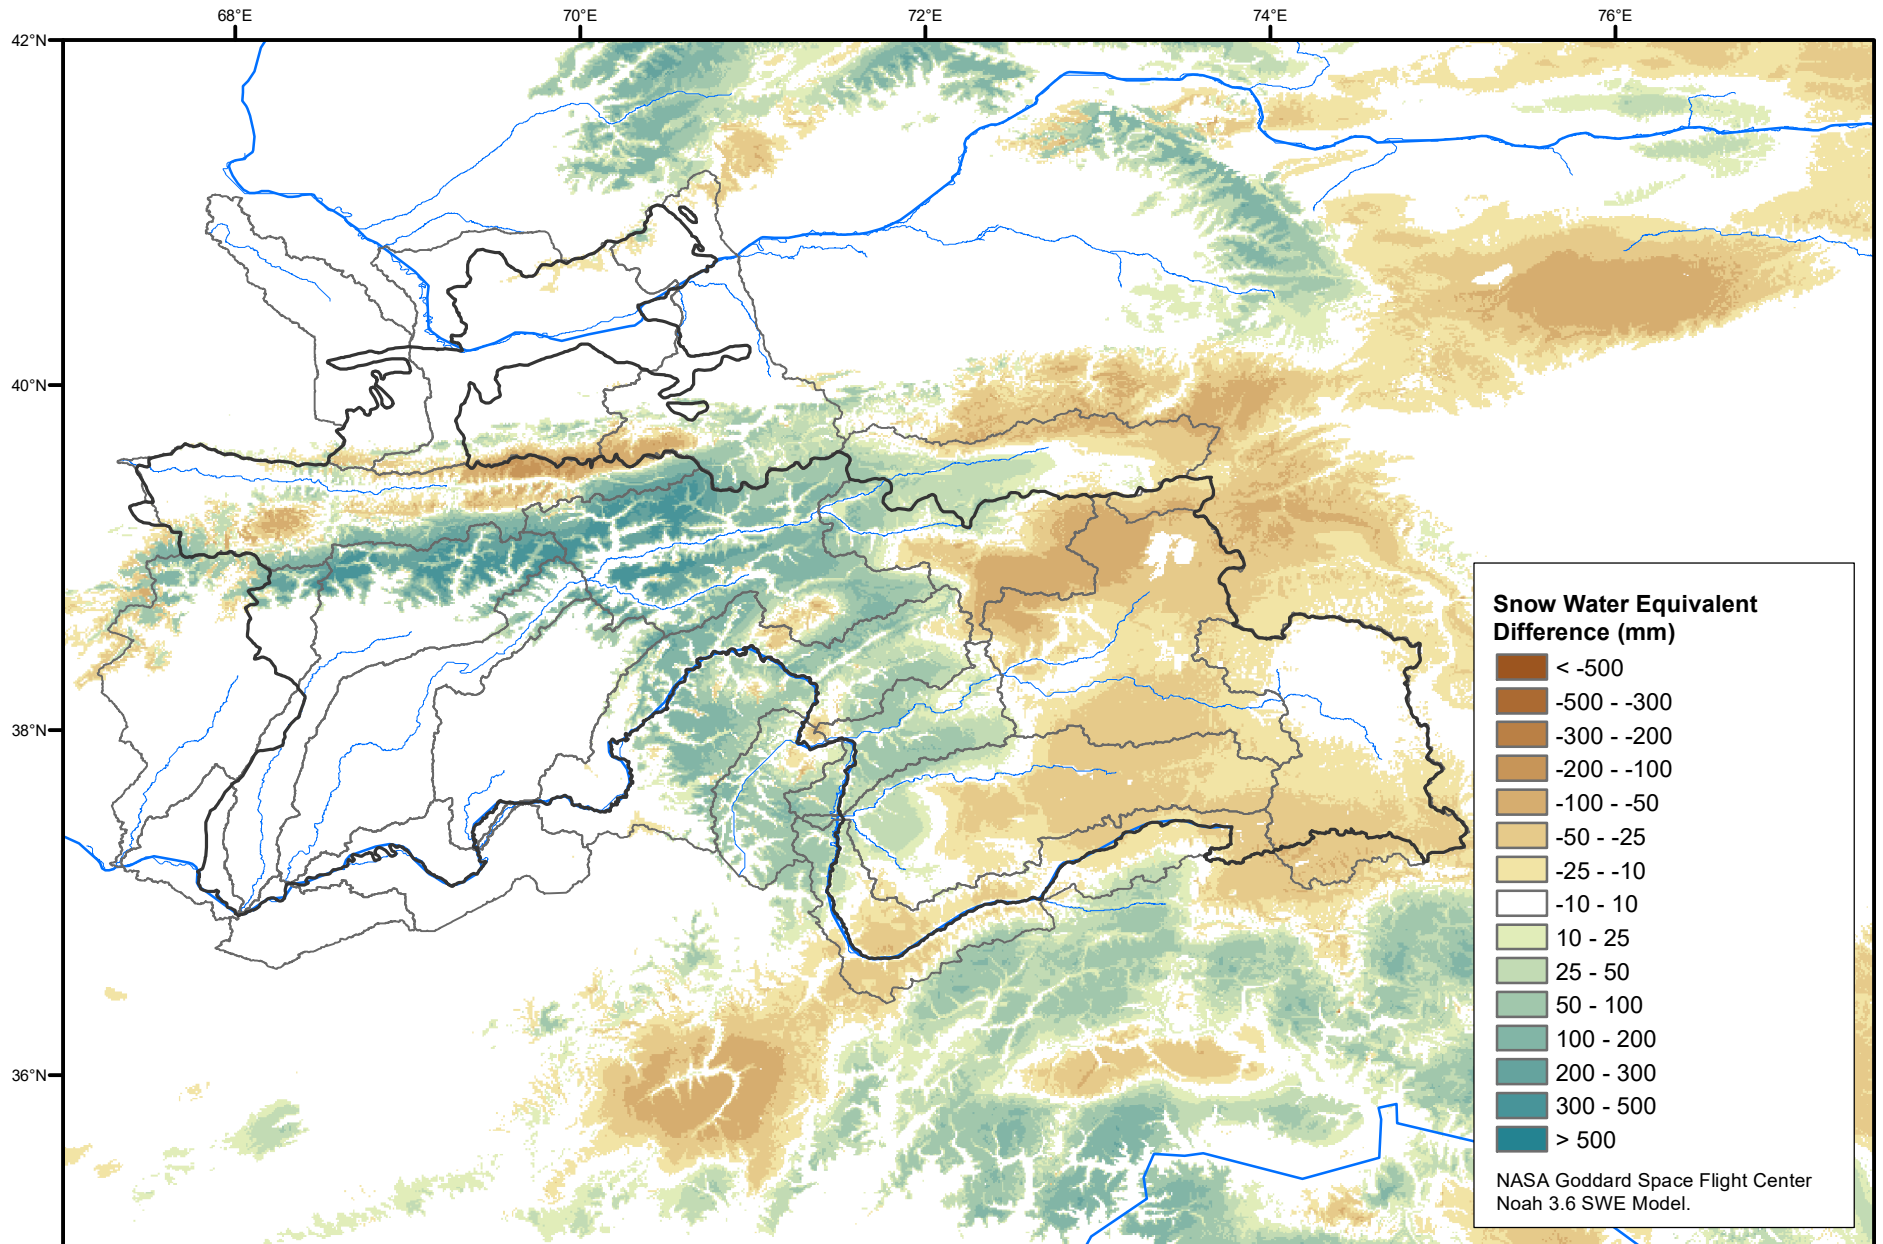 68°E 70°E 72°E 74°E 76°E
42°N
40°N
38°N
36°N
Snow Water Equivalent
Difference (mm)
< -500
-500 - -300
-300 - -200
-200 - -100
-100 - -50
-50 - -25
-25 - -10
-10 - 10
10 - 25
25 - 50
50 - 100
100 - 200
200 - 300
300 - 500
> 500
NASA Goddard Space Flight Center
Noah 3.6 SWE Model.